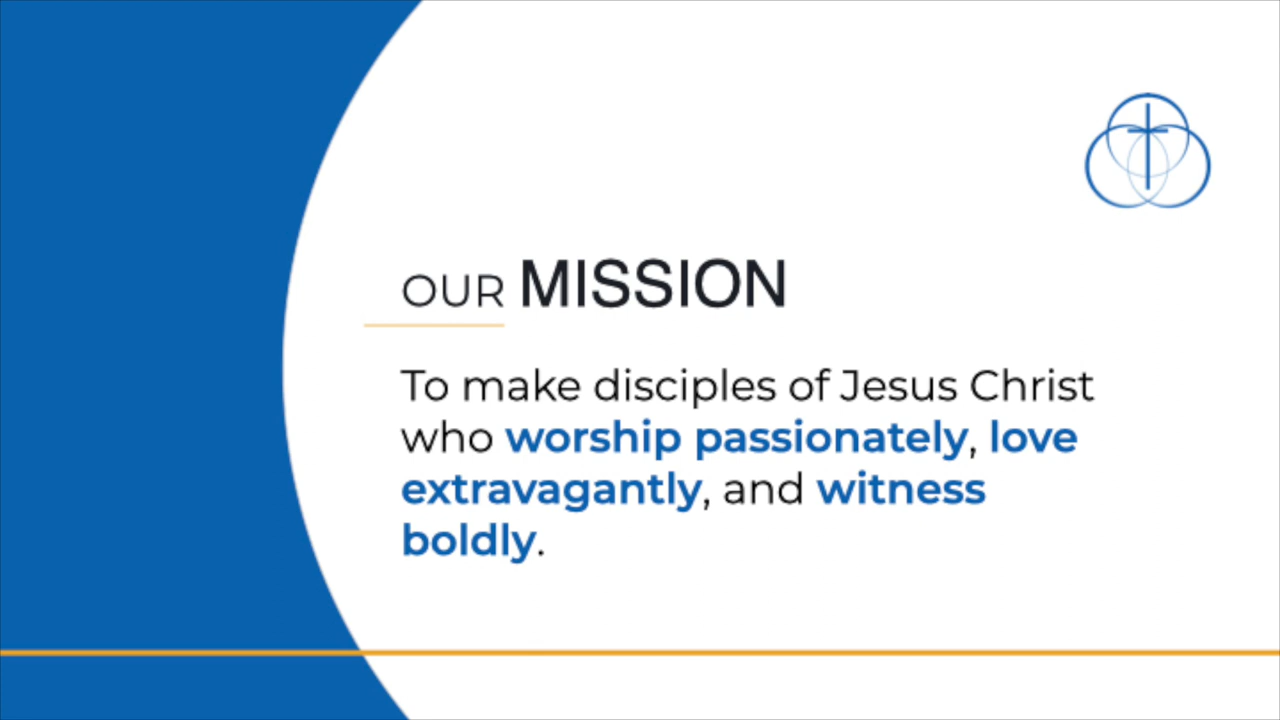 OUR MISSION
To make disciples of Jesus Christ
who worship passionately, love
extravagantly, and witness
boldly.